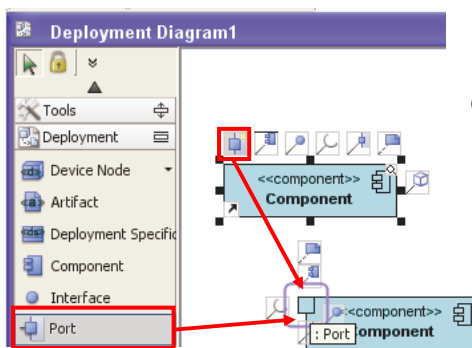 Deployment Diagram1
Tools
Deployment
Device Node
Artifact
Deployment Specific
Component
Interface
Port
<<component>>
Component
<<component>>
: Port
omponent